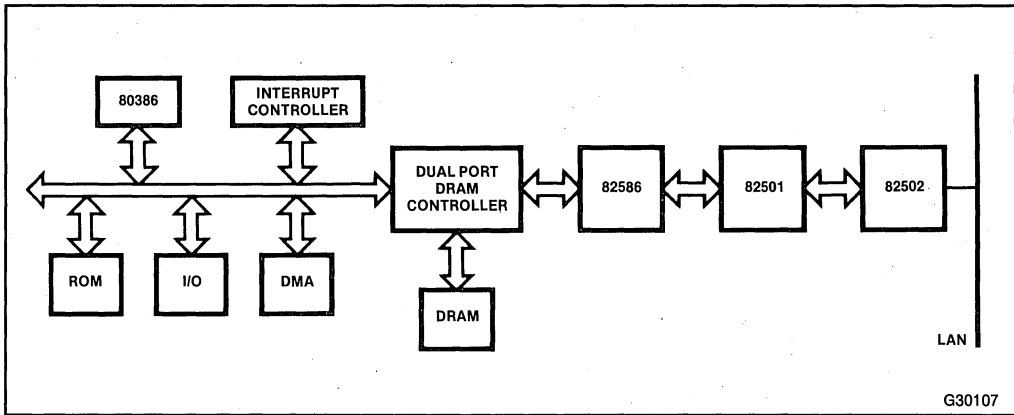 80386
INTERRUPT
CONTROLLER
DUAL PORT
DRAM
CONTROLLER
82586
82501
82502
ROM
I/O
DMA
DRAM
LAN
G30107